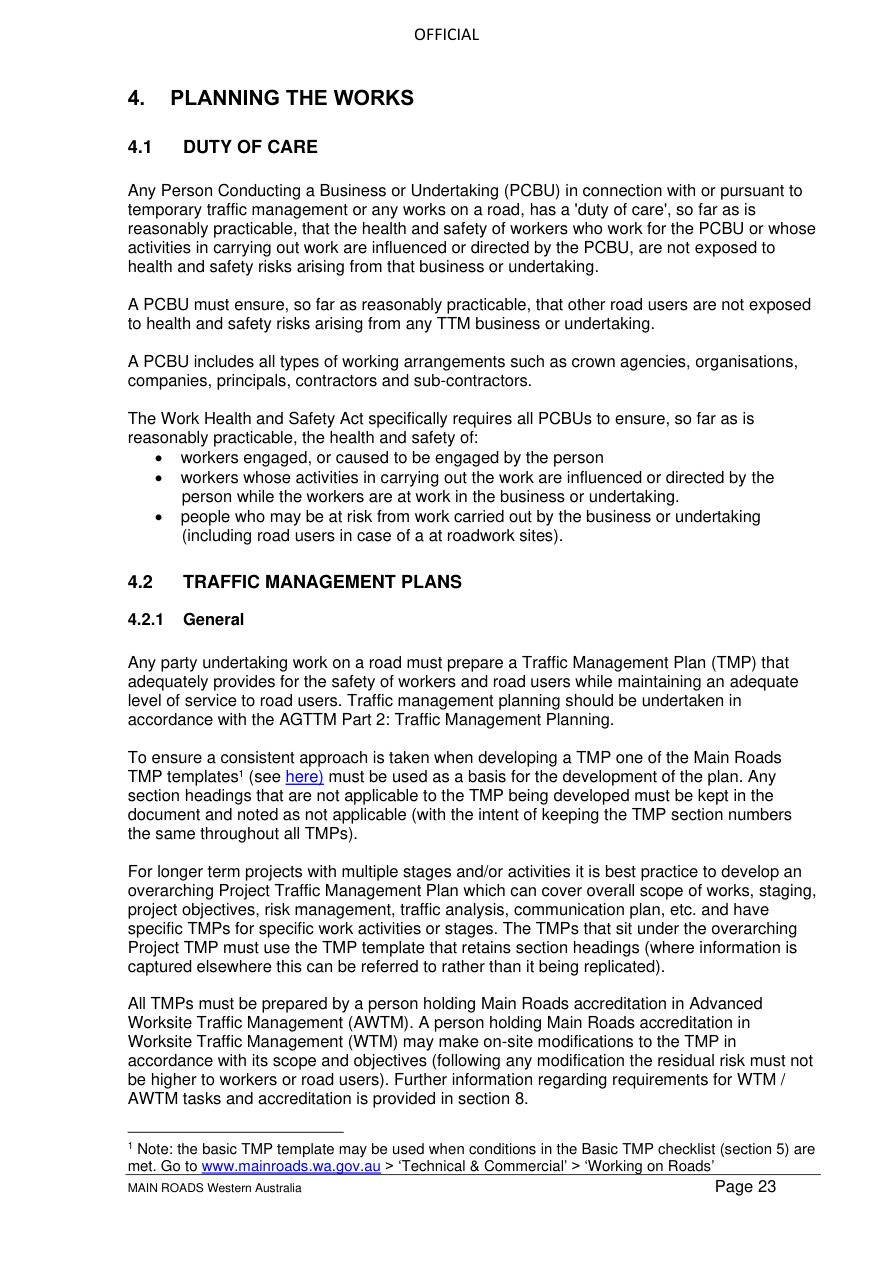 OFFICIAL
4. PLANNING THE WORKS
4.1 DUTY OF CARE
Any Person Conducting a Business or Undertaking (PCBU) in connection with or pursuant to
temporary traffic management or any works on a road, has a 'duty of care', so far as is
reasonably practicable, that the health and safety of workers who work for the PCBU or whose
activities in carrying out work are influenced or directed by the PCBU, are not exposed to
health and safety risks arising from that business or undertaking.
A PCBU must ensure, so far as reasonably practicable, that other road users are not exposed
to health and safety risks arising from any TTM business or undertaking.
A PCBU includes all types of working arrangements such as crown agencies, organisations,
companies, principals, contractors and sub-contractors.
The Work Health and Safety Act specifically requires all PCBUs to ensure, so far as is
reasonably practicable, the health and safety of:
• workers engaged, or caused to be engaged by the person
• workers whose activities in carrying out the work are influenced or directed by the
person while the workers are at work in the business or undertaking.
• people who may be at risk from work carried out by the business or undertaking
(including road users in case of a at roadwork sites).
4.2 TRAFFIC MANAGEMENT PLANS
4.2.1 General
Any party undertaking work on a road must prepare a Traffic Management Plan (TMP) that
adequately provides for the safety of workers and road users while maintaining an adequate
level of service to road users. Traffic management planning should be undertaken in
accordance with the AGTTM Part 2: Traffic Management Planning.
To ensure a consistent approach is taken when developing a TMP one of the Main Roads
TMP templates¹ (see here) must be used as a basis for the development of the plan. Any
section headings that are not applicable to the TMP being developed must be kept in the
document and noted as not applicable (with the intent of keeping the TMP section numbers
the same throughout all TMPs).
For longer term projects with multiple stages and/or activities it is best practice to develop an
overarching Project Traffic Management Plan which can cover overall scope of works, staging,
project objectives, risk management, traffic analysis, communication plan, etc. and have
specific TMPs for specific work activities or stages. The TMPs that sit under the overarching
Project TMP must use the TMP template that retains section headings (where information is
captured elsewhere this can be referred to rather than it being replicated).
All TMPs must be prepared by a person holding Main Roads accreditation in Advanced
Worksite Traffic Management (AWTM). A person holding Main Roads accreditation in
Worksite Traffic Management (WTM) may make on-site modifications to the TMP in
accordance with its scope and objectives (following any modification the residual risk must not
be higher to workers or road users). Further information regarding requirements for WTM /
AWTM tasks and accreditation is provided in section 8.
¹ Note: the basic TMP template may be used when conditions in the Basic TMP checklist (section 5) are
met. Go to www.mainroads.wa.gov.au > ‘Technical & Commercial’ > ‘Working on Roads’
MAIN ROADS Western Australia Page 23